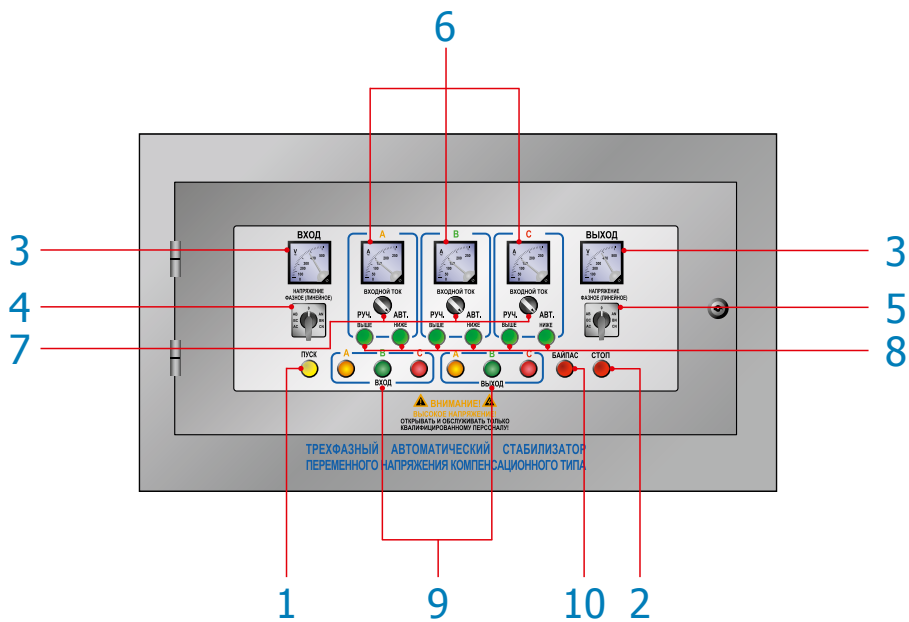 6
ВХОД
A
B
C
ВЫХОД
3
3
НАПРЯЖЕНИЕ
ФАЗНОЕ (ЛИНЕЙНОЕ)
ВХОДНОЙ ТОК
ВХОДНОЙ ТОК
ВХОДНОЙ ТОК
НАПРЯЖЕНИЕ
ФАЗНОЕ (ЛИНЕЙНОЕ)
4
5
РУЧ. АВТ.
РУЧ. АВТ.
РУЧ. АВТ.
ВЫШЕ НИЖЕ
ВЫШЕ НИЖЕ
ВЫШЕ НИЖЕ
7
8
ПУСК
A B C
A B C
БАЙПАС
СТОП
ВХОД
ВЫХОД
ВНИМАНИЕ!
ВЫСОКОЕ НАПРЯЖЕНИЕ!
ОТКРЫВАТЬ И ОБСЛУЖИВАТЬ ТОЛЬКО
КВАЛИФИЦИРОВАННОМУ ПЕРСОНАЛУ!
ТРЕХФАЗНЫЙ АВТОМАТИЧЕСКИЙ СТАБИЛИЗАТОР
ПЕРЕМЕННОГО НАПРЯЖЕНИЯ КОМПЕНСАЦИОННОГО ТИПА
1
9
10
2